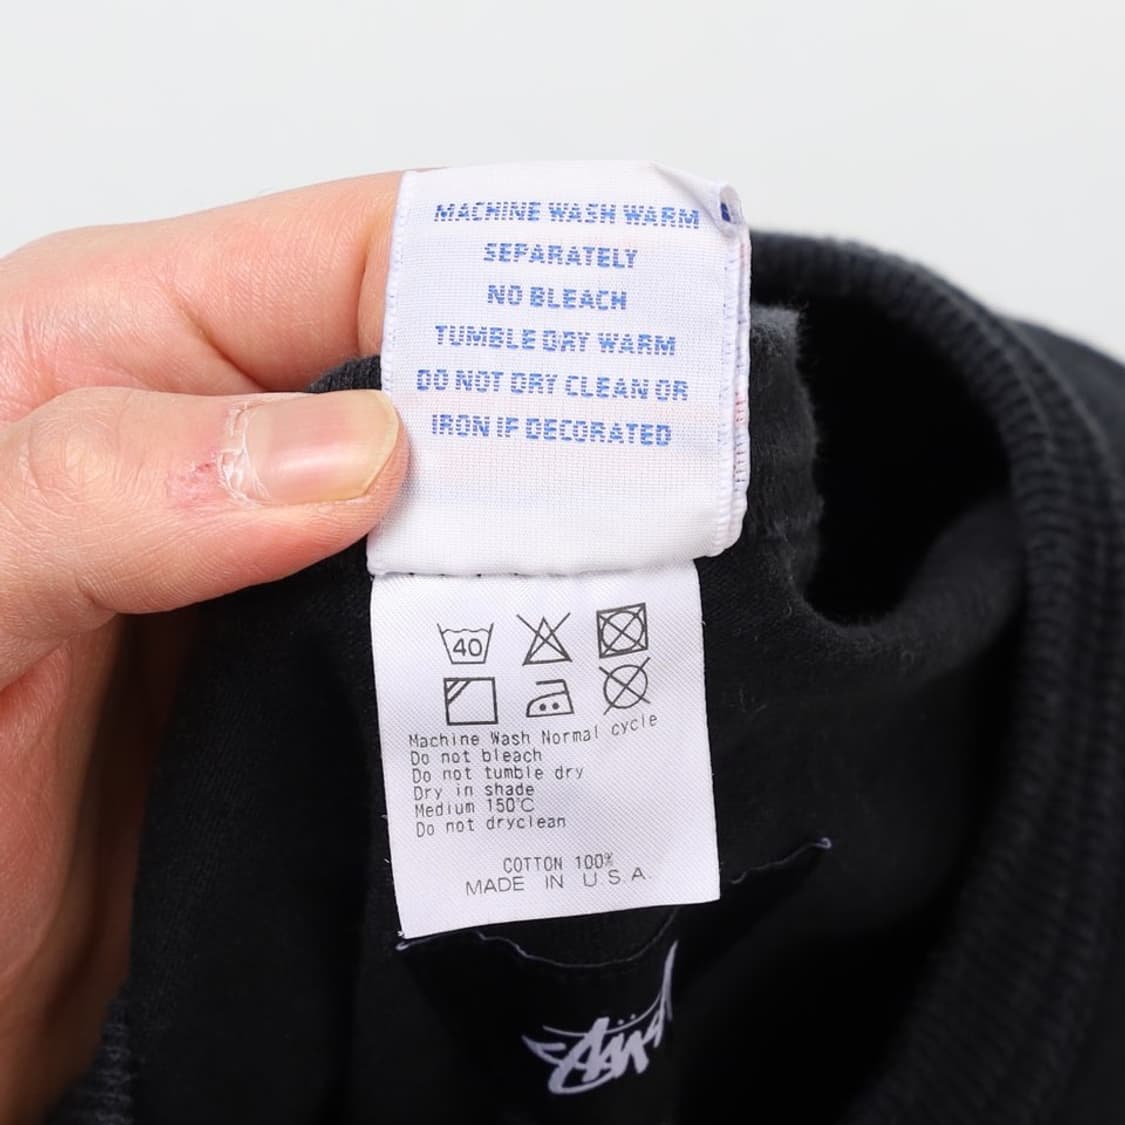 MACHINE WASH WARM
SEPARATELY
NO BLEACH
TUMBLE DRY WARM
DO NOT DRY CLEAN OR
IRON IF DECORATED
40
Machine Wash Normal cycle
Do not bleach
Do not tumble dry
Dry in shade
Medium 150℃
Do not dryclean
COTTON 100%
MADE IN U.S.A.